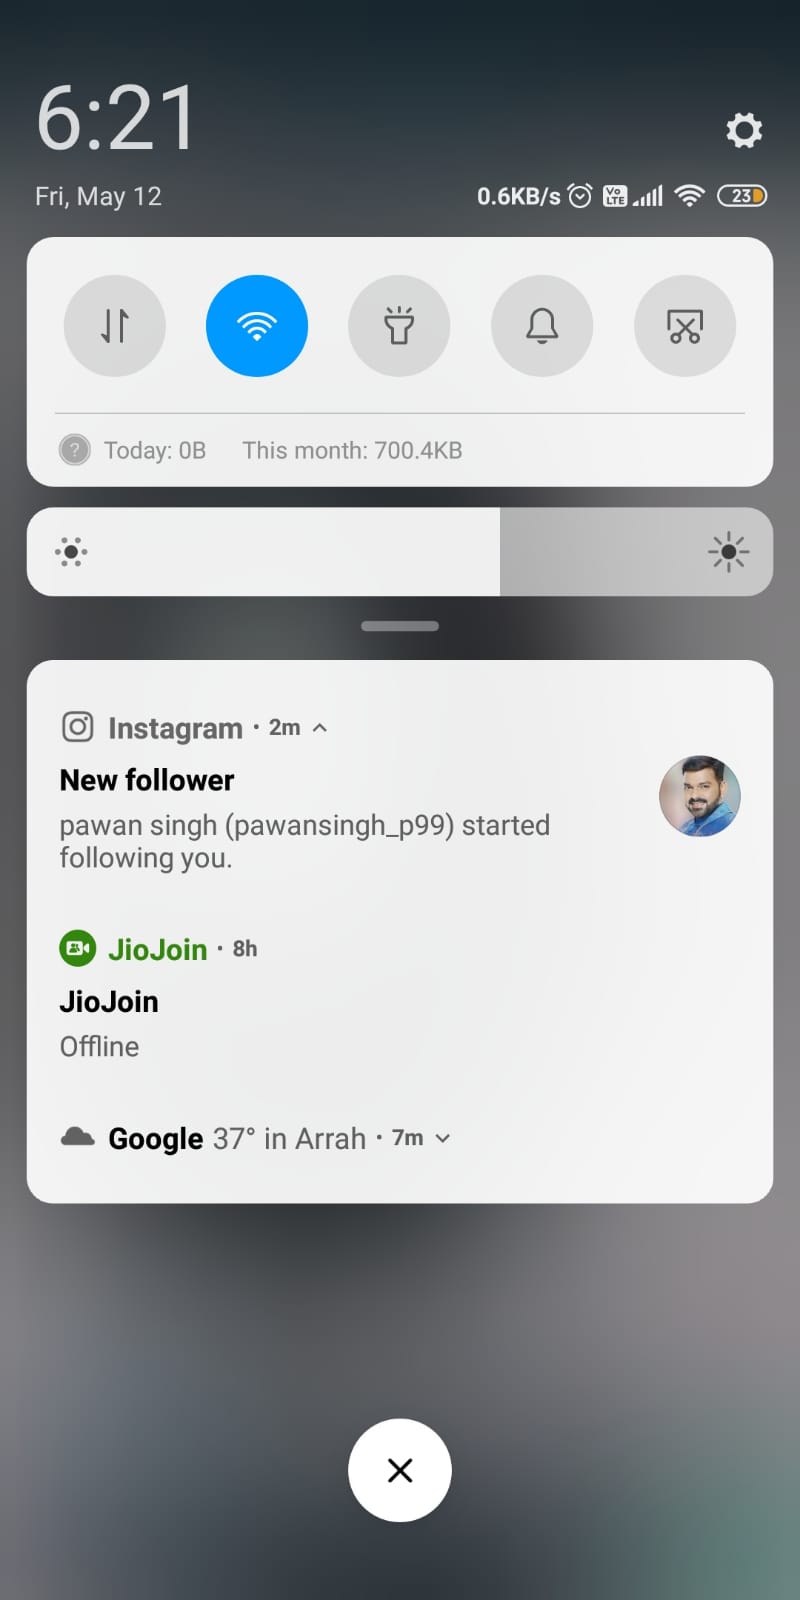 6:21
Fri, May 12
0.6KB/s Vo LTE 23
? Today: 0B This month: 700.4KB
Instagram · 2m
New follower
pawan singh (pawansingh_p99) started
following you.
JioJoin · 8h
JioJoin
Offline
Google 37° in Arrah · 7m